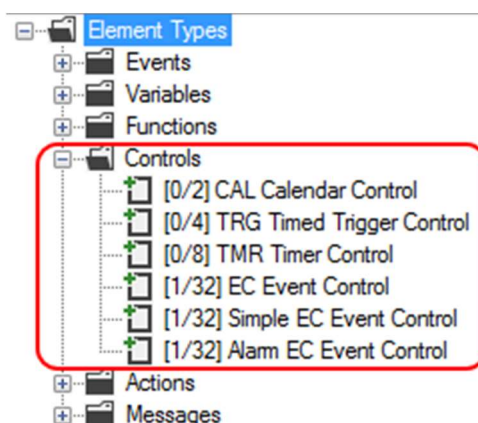 Element Types
Events
Variables
Functions
Controls
[0/2] CAL Calendar Control
[0/4] TRG Timed Trigger Control
[0/8] TMR Timer Control
[1/32] EC Event Control
[1/32] Simple EC Event Control
[1/32] Alarm EC Event Control
Actions
Messages